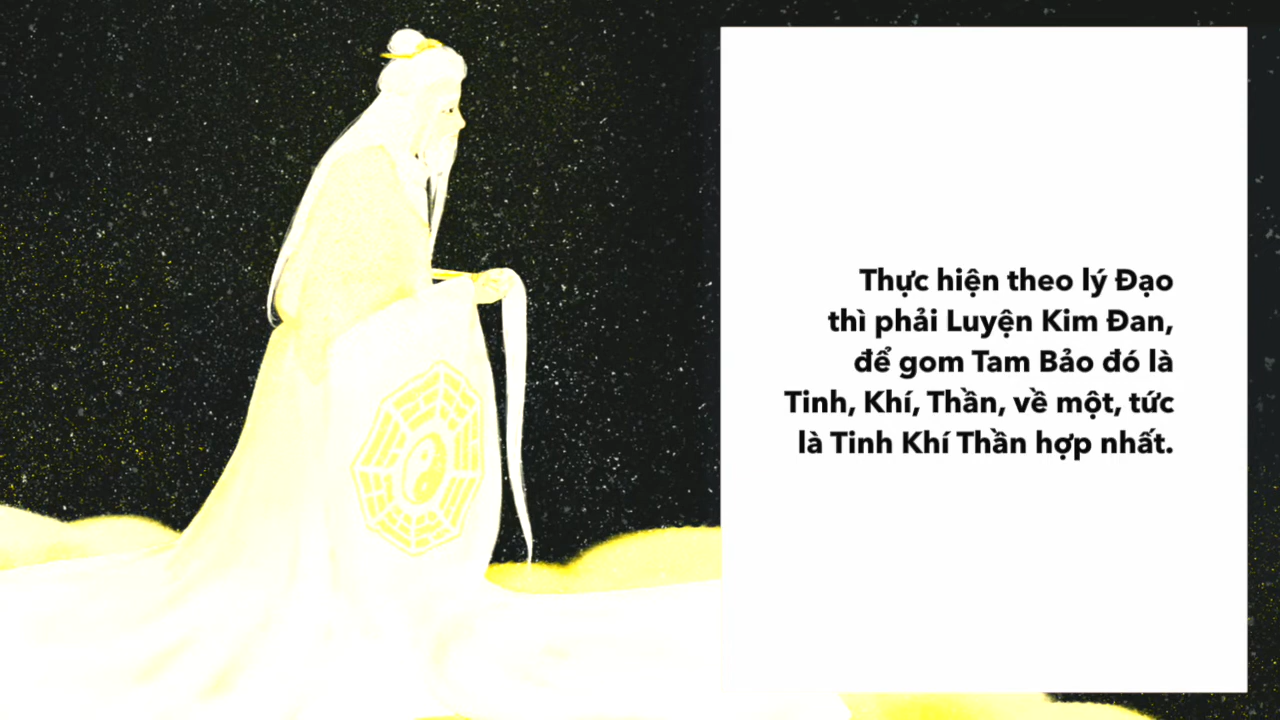 Thực hiện theo lý Đạo
thì phải Luyện Kim Đan,
để gom Tam Bảo đó là
Tinh, Khí, Thần, về một, tức
là Tinh Khí Thần hợp nhất.